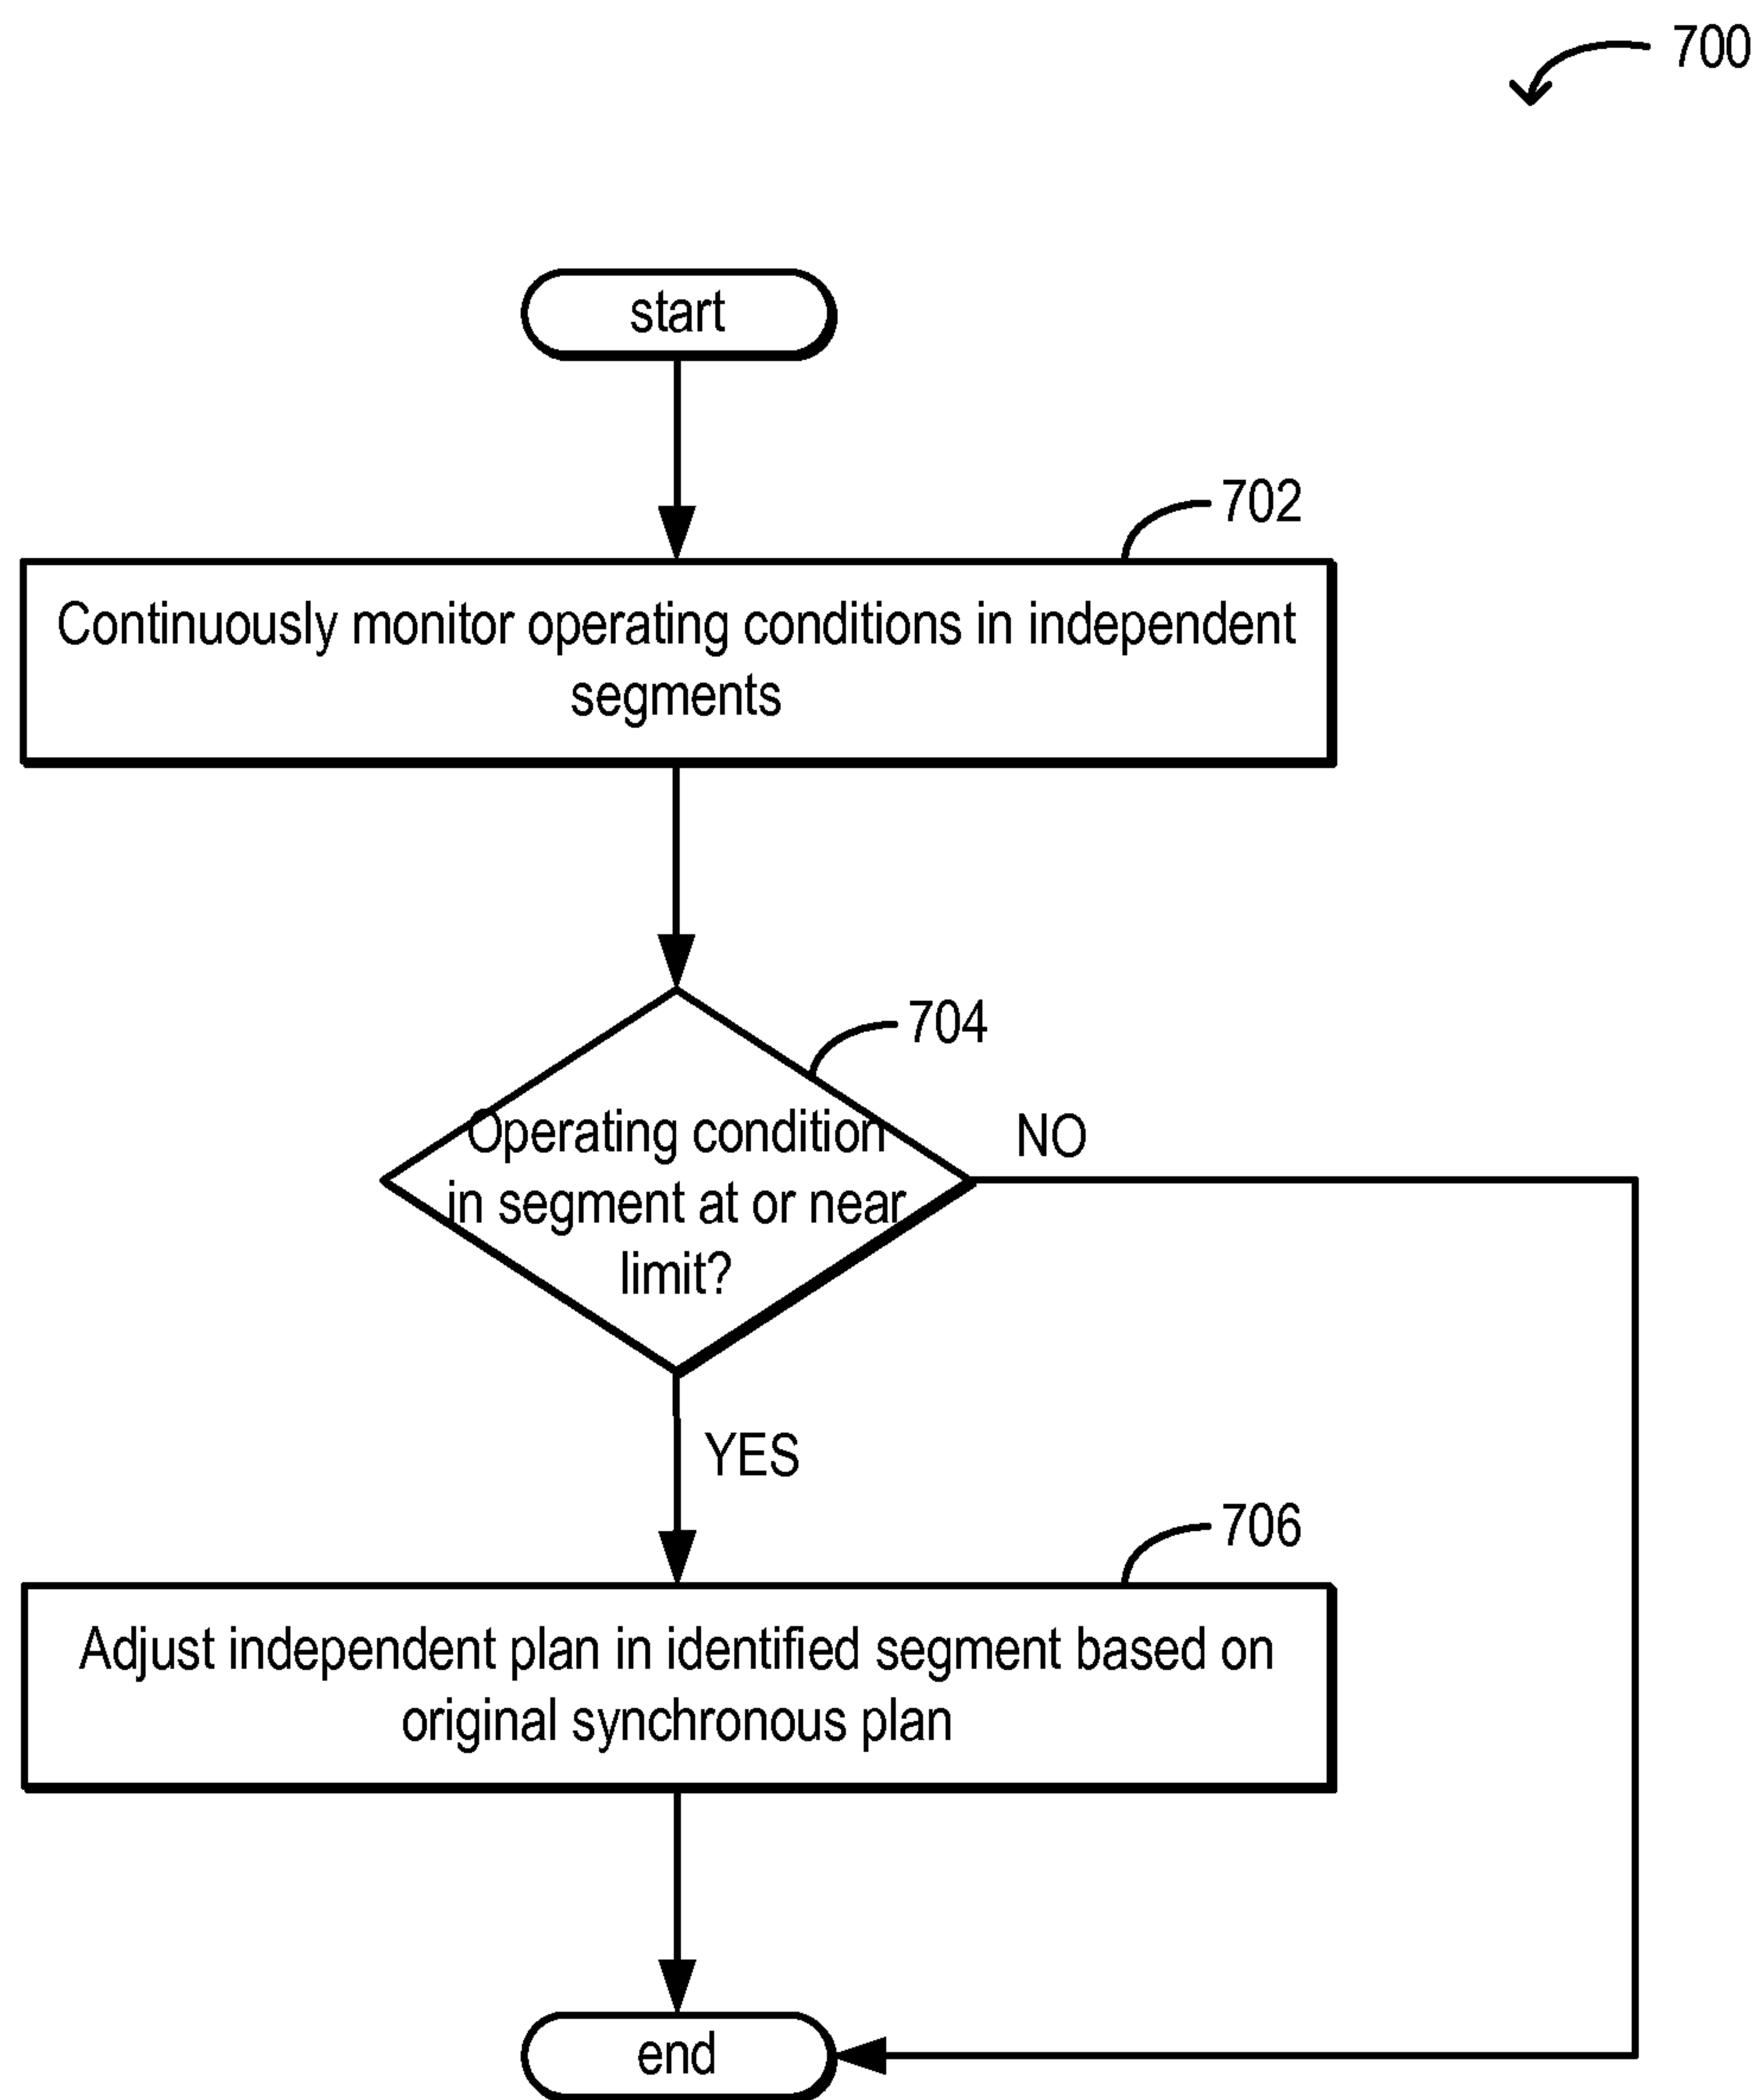 700
start
702
Continuously monitor operating conditions in independent
segments
704
Operating condition
in segment at or near
limit?
NO
YES
706
Adjust independent plan in identified segment based on
original synchronous plan
end